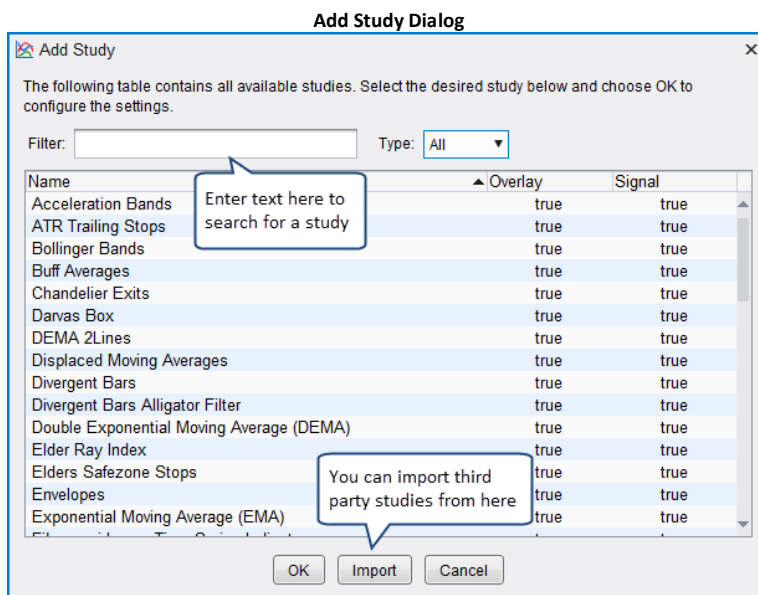 Add Study Dialog
Add Study
The following table contains all available studies. Select the desired study below and choose OK to
configure the settings.
Filter: Type: All
Name Overlay Signal
Enter text here to
search for a study
Acceleration Bands true true
ATR Trailing Stops true true
Bollinger Bands true true
Buff Averages true true
Chandelier Exits true true
Darvas Box true true
DEMA 2Lines true true
Displaced Moving Averages true true
Divergent Bars true true
Divergent Bars Alligator Filter true true
Double Exponential Moving Average (DEMA) true true
Elder Ray Index true true
Elders Safezone Stops true true
Envelopes true true
Exponential Moving Average (EMA) true true
You can import third
party studies from here
OK Import Cancel